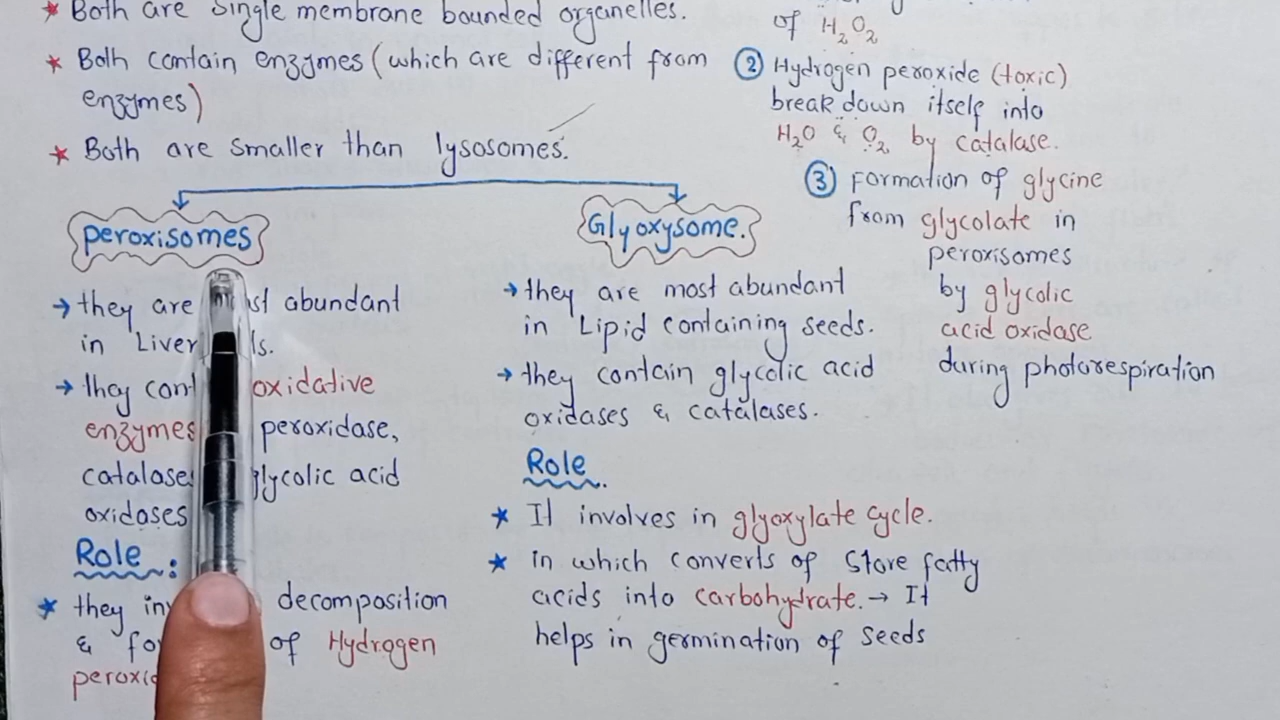 * Both are Single membrane bounded organelles.
* Both contain enzymes (which are different from
enzymes)
* Both are smaller than lysosomes.
peroxisomes
→ they are abundant
in Liver
→ they oxidative
enzymes peroxidase,
catalase glycolic acid
oxidases
Role :
* they decomposition
& of Hydrogen
Glyoxysome.
→ they are most abundant
in Lipid containing seeds.
→ they contain glycolic acid
oxidases & catalases.
Role.
* It involves in glyoxylate cycle.
* in which converts of Store fatty
acids into carbohydrate. → It
helps in germination of seeds
of H2O2
② Hydrogen peroxide (toxic)
break down itself into
H2O & O2 by catalase.
③ Formation of glycine
from glycolate in
peroxisomes
by glycolic
acid oxidase
during photorespiration